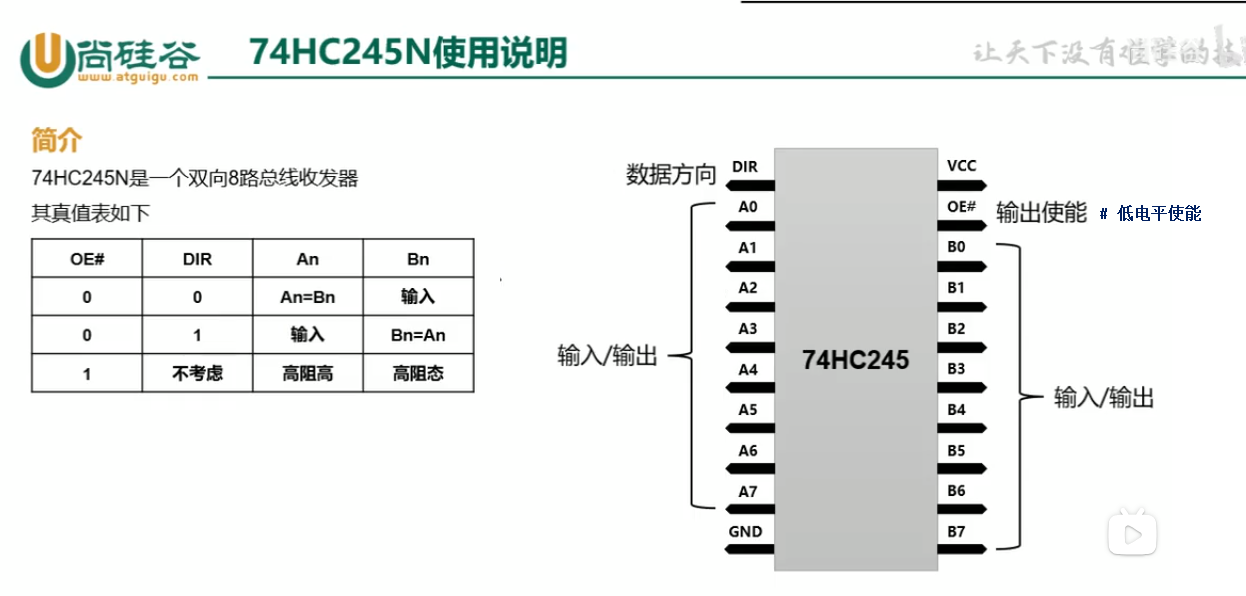 尚硅谷
www.atguigu.com
74HC245N使用说明
让天下没有难学的技
简介
74HC245N是一个双向8路总线收发器
其真值表如下
OE# DIR An Bn
0 0 An=Bn 输入
0 1 输入 Bn=An
1 不考虑 高阻高 高阻态
数据方向 DIR VCC
A0 OE# 输出使能 # 低电平使能
A1 B0
A2 B1
A3 B2
输入/输出 74HC245
A4 B3
输入/输出
A5 B4
A6 B5
A7 B6
GND B7